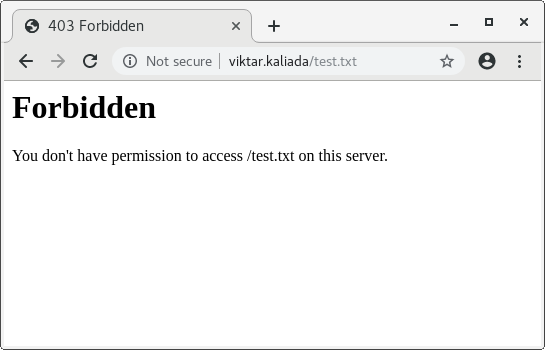 403 Forbidden
Not secure | viktar.kaliada/test.txt
Forbidden
You don't have permission to access /test.txt on this server.